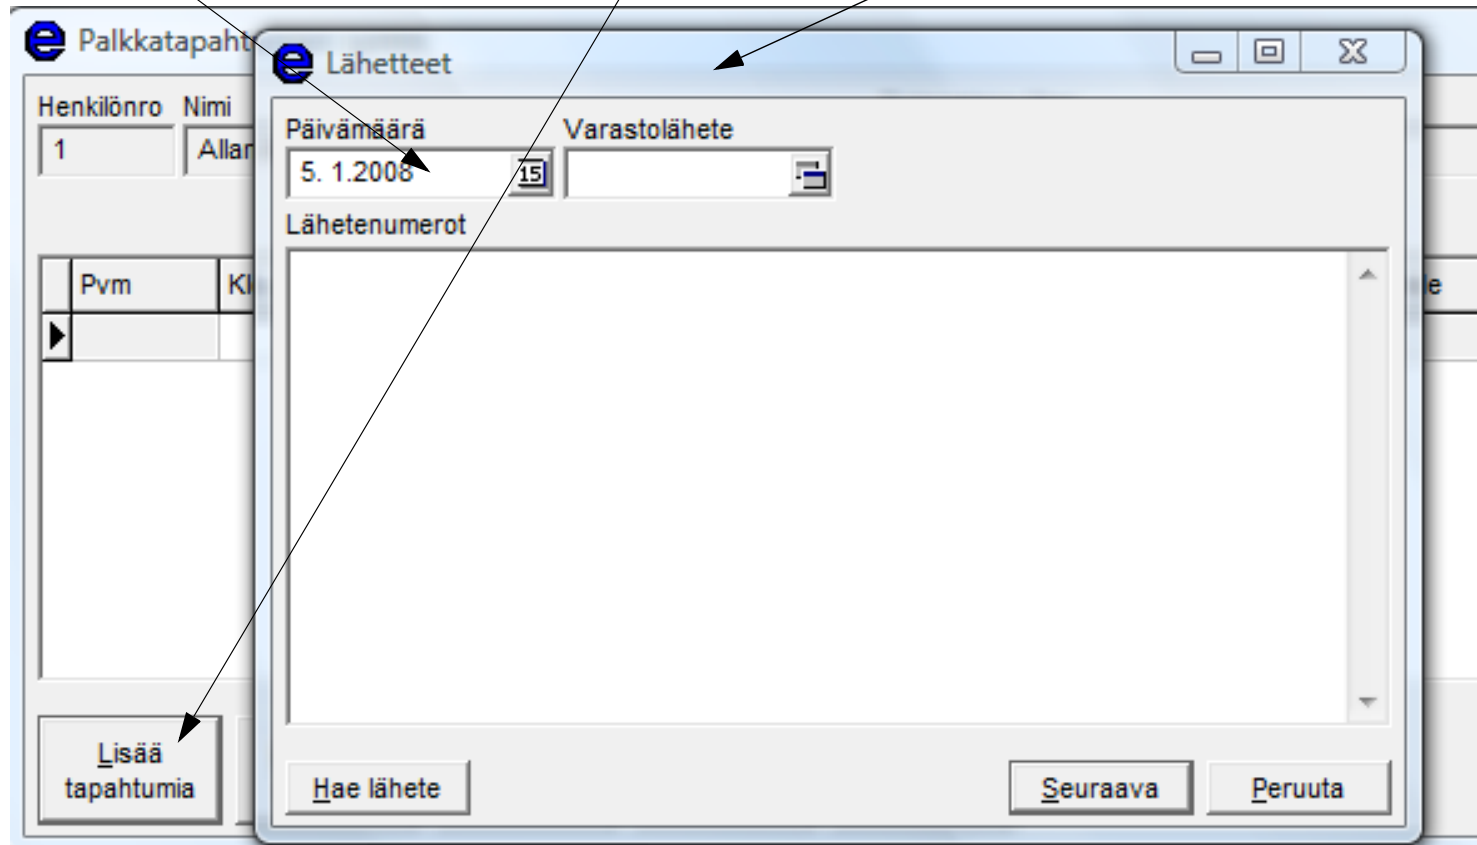 Palkkatapaht
Lähetteet
Henkilönro Nimi
1 Allar
Päivämäärä Varastolähete
5. 1.2008 15
Lähetenumerot
Pvm Kl
le
Lisää
tapahtumia
Hae lähete Seuraava Peruuta